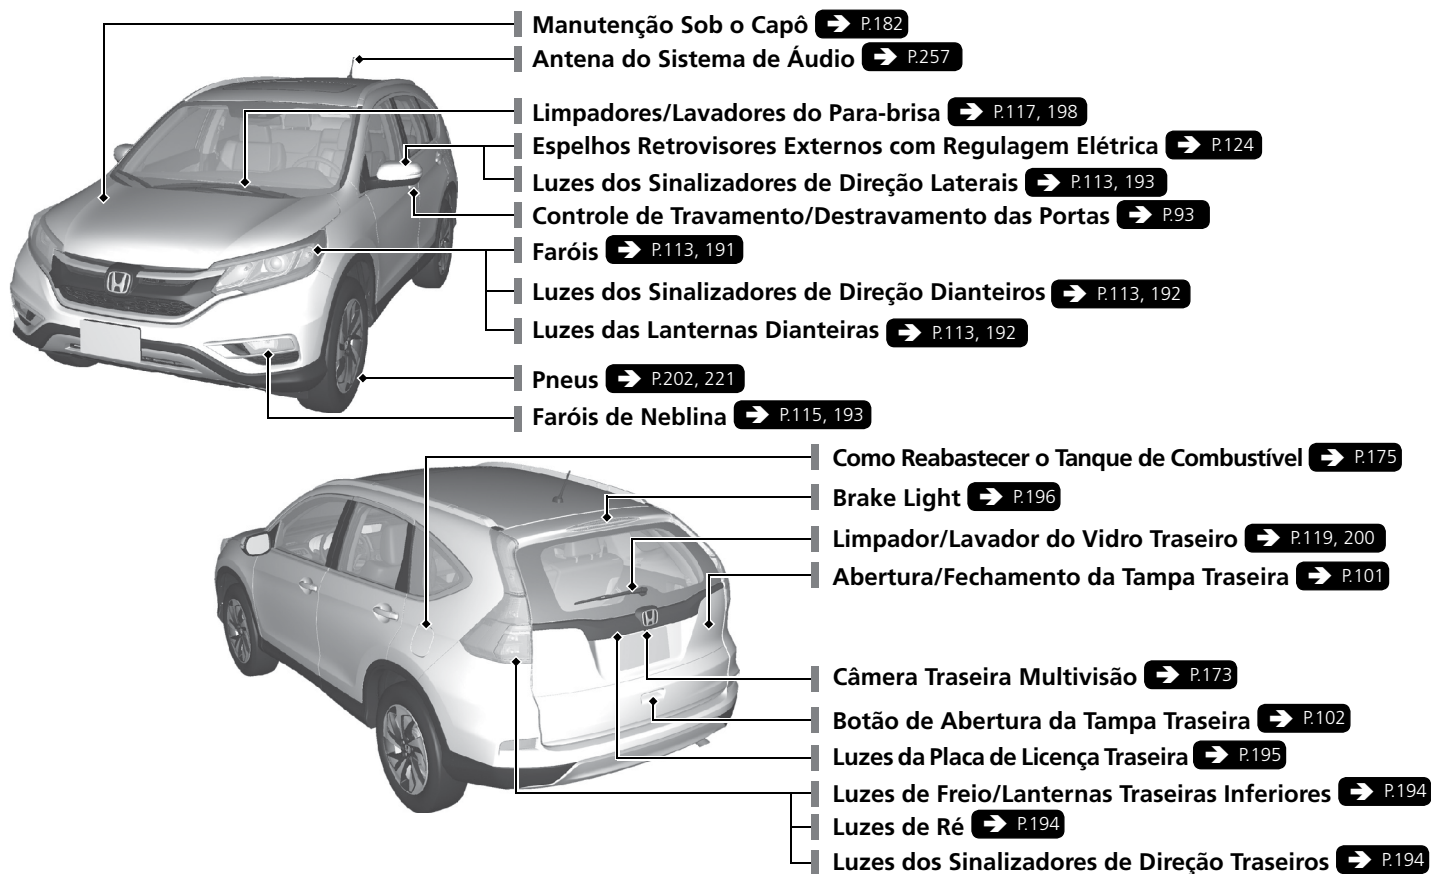 Manutenção Sob o Capô ➔ P.182
Antena do Sistema de Áudio ➔ P.257
Limpadores/Lavadores do Para-brisa ➔ P.117, 198
Espelhos Retrovisores Externos com Regulagem Elétrica ➔ P.124
Luzes dos Sinalizadores de Direção Laterais ➔ P.113, 193
Controle de Travamento/Destravamento das Portas ➔ P.93
Faróis ➔ P.113, 191
Luzes dos Sinalizadores de Direção Dianteiros ➔ P.113, 192
Luzes das Lanternas Dianteiras ➔ P.113, 192
Pneus ➔ P.202, 221
Faróis de Neblina ➔ P.115, 193
Como Reabastecer o Tanque de Combustível ➔ P.175
Brake Light ➔ P.196
Limpador/Lavador do Vidro Traseiro ➔ P.119, 200
Abertura/Fechamento da Tampa Traseira ➔ P.101
Câmera Traseira Multivisão ➔ P.173
Botão de Abertura da Tampa Traseira ➔ P.102
Luzes da Placa de Licença Traseira ➔ P.195
Luzes de Freio/Lanternas Traseiras Inferiores ➔ P.194
Luzes de Ré ➔ P.194
Luzes dos Sinalizadores de Direção Traseiros ➔ P.194